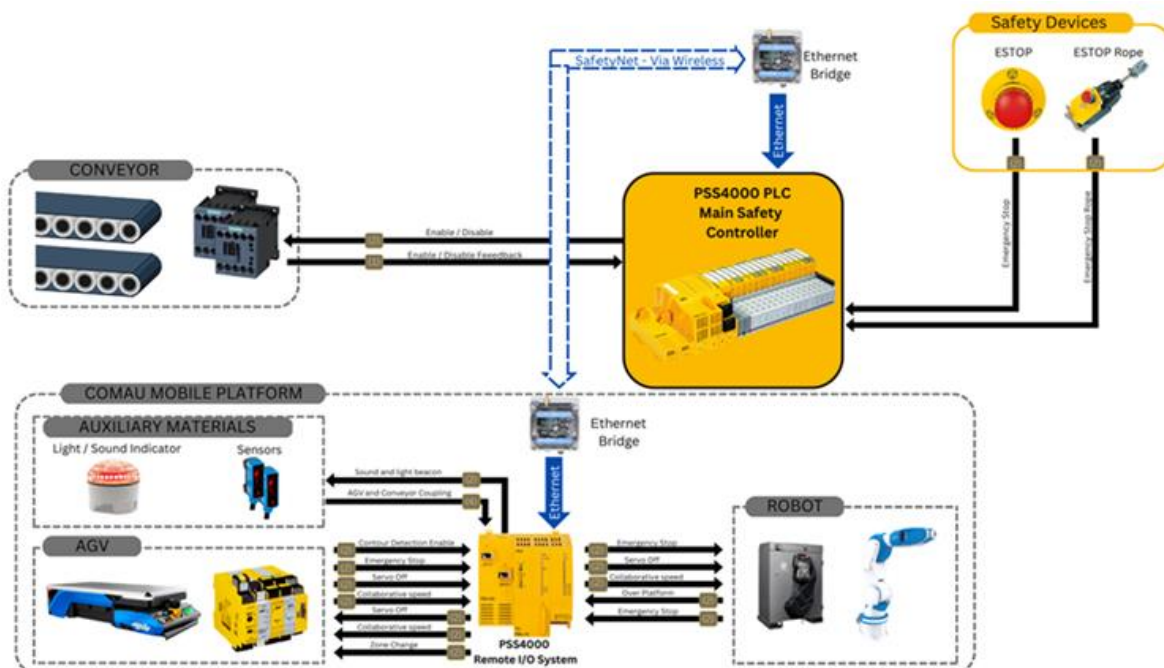 Safety Devices
ESTOP
ESTOP Rope
SafetyNet - Via Wireless
Ethernet
Bridge
Ethernet
Emergency Stop
Emergency Stop Rope
CONVEYOR
Enable / Disable
Enable / Disable Feeedback
PSS4000 PLC
Main Safety
Controller
COMAU MOBILE PLATFORM
AUXILIARY MATERIALS
Light / Sound Indicator
Sensors
Ethernet
Bridge
Ethernet
Sound and light beacon
AGV and Conveyor Coupling
AGV
Contour Detection Enable
Emergency Stop
Servo Off
Collaborative speed
Servo Off
Collaborative speed
Zone Change
PSS4000
Remote I/O System
Emergency Stop
Servo Off
Collaborative speed
Over Platform
Emergency Stop
ROBOT